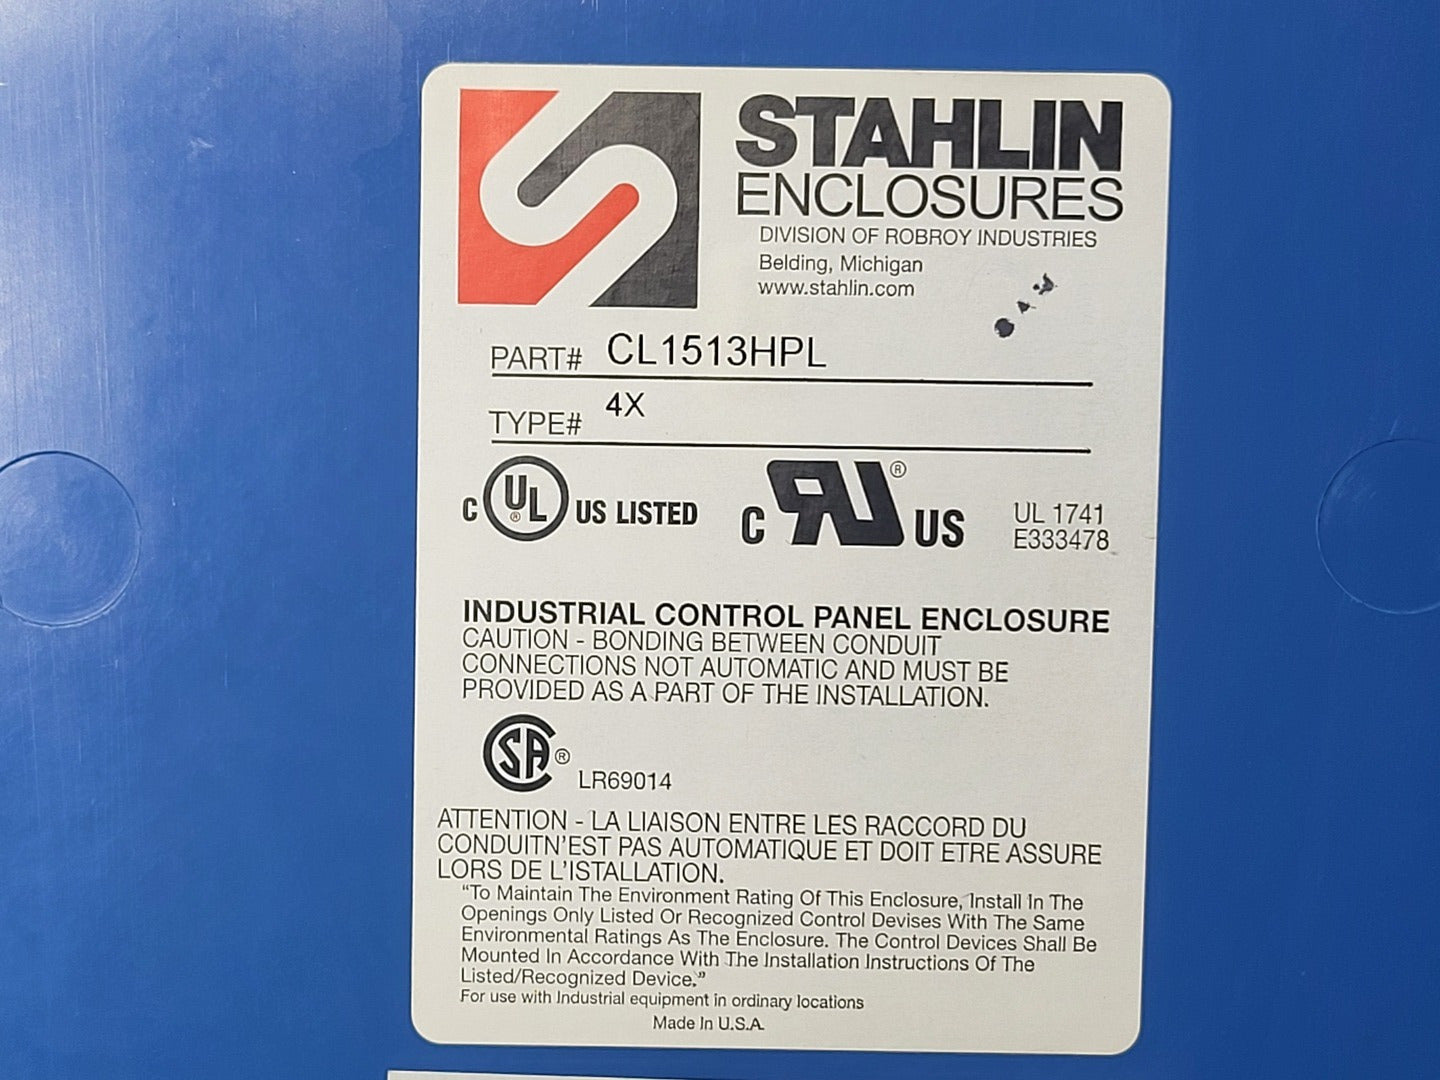 STAHLIN
ENCLOSURES
DIVISION OF ROBROY INDUSTRIES
Belding, Michigan
www.stahlin.com
PART# CL1513HPL
TYPE# 4X
C UL ® US LISTED
C RU ® US
UL 1741
E333478
INDUSTRIAL CONTROL PANEL ENCLOSURE
CAUTION - BONDING BETWEEN CONDUIT
CONNECTIONS NOT AUTOMATIC AND MUST BE
PROVIDED AS A PART OF THE INSTALLATION.
CSA ® LR69014
ATTENTION - LA LIAISON ENTRE LES RACCORD DU
CONDUITN'EST PAS AUTOMATIQUE ET DOIT ETRE ASSURE
LORS DE L'ISTALLATION.
"To Maintain The Environment Rating Of This Enclosure, Install In The
Openings Only Listed Or Recognized Control Devises With The Same
Environmental Ratings As The Enclosure. The Control Devices Shall Be
Mounted In Accordance With The Installation Instructions Of The
Listed/Recognized Device."
For use with Industrial equipment in ordinary locations
Made In U.S.A.